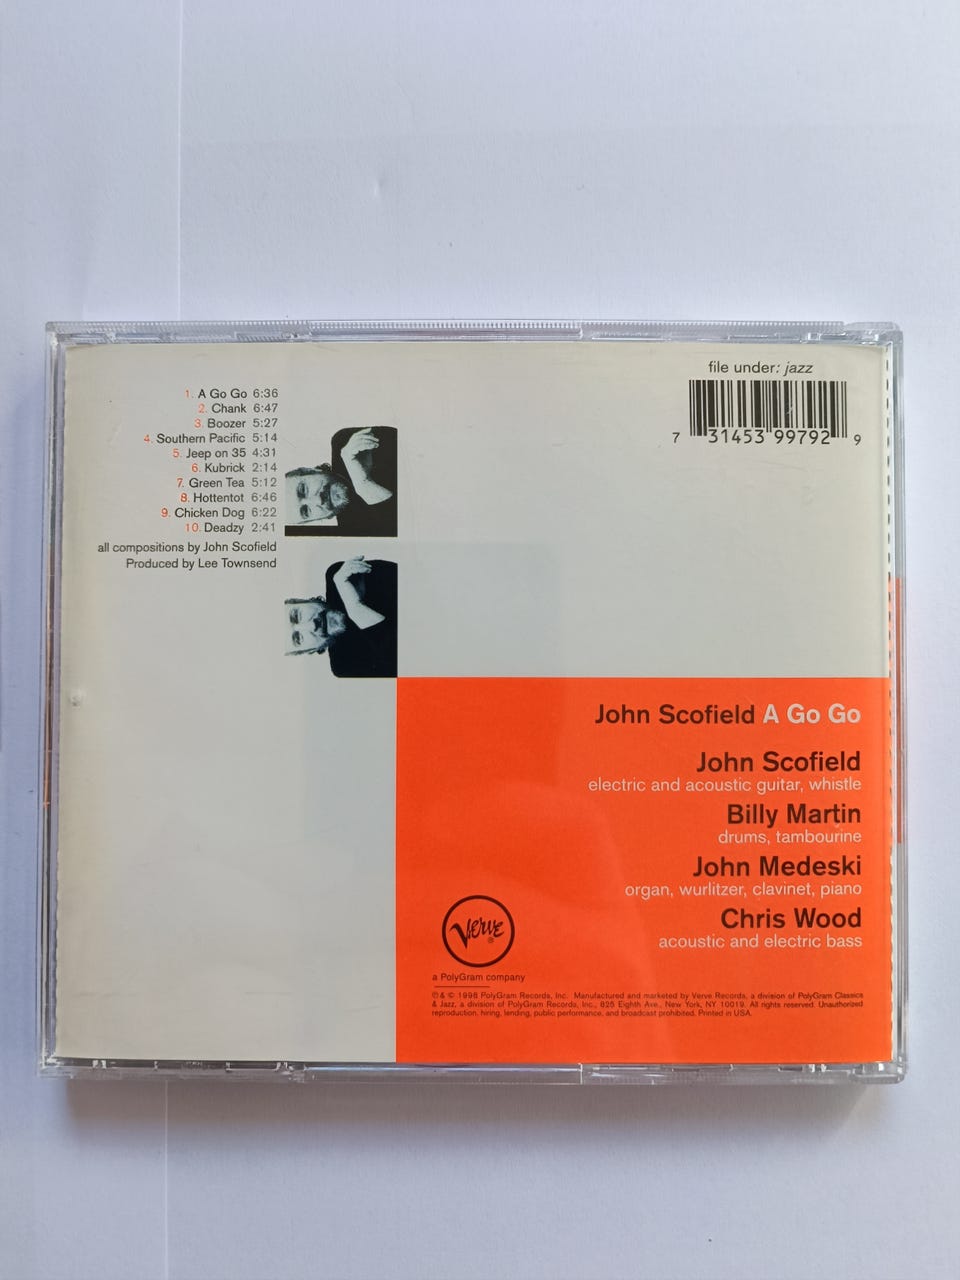 1. A Go Go 6:36
2. Chank 6:47
3. Boozer 5:27
4. Southern Pacific 5:14
5. Jeep on 35 4:31
6. Kubrick 2:14
7. Green Tea 5:12
8. Hottentot 6:46
9. Chicken Dog 6:22
10. Deadzy 2:41
all compositions by John Scofield
Produced by Lee Townsend
file under: jazz
7 31453 99792 9
John Scofield A Go Go
John Scofield
electric and acoustic guitar, whistle
Billy Martin
drums, tambourine
John Medeski
organ, wurlitzer, clavinet, piano
Chris Wood
acoustic and electric bass
Verve®
a PolyGram company
℗& © 1998 PolyGram Records, Inc. Manufactured and marketed by Verve Records, a division of PolyGram Classics
& Jazz, a division of PolyGram Records, Inc., 825 Eighth Ave., New York, NY 10019. All rights reserved. Unauthorized
reproduction, hiring, lending, public performance, and broadcast prohibited. Printed in USA.